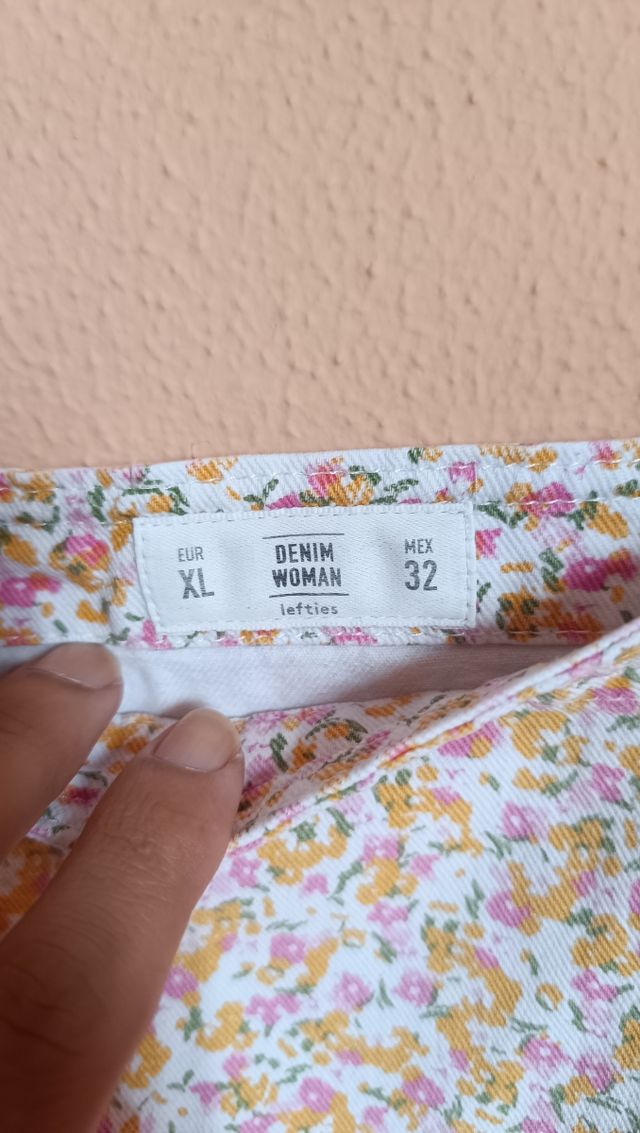 EUR
XL
DENIM
WOMAN
lefties
MEX
32